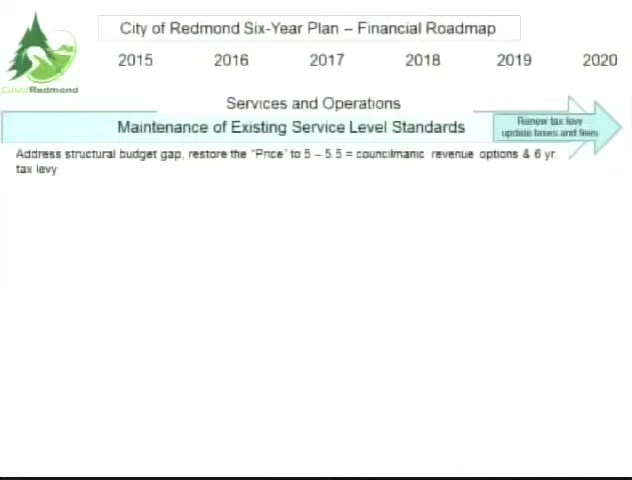 City of Redmond Six-Year Plan – Financial Roadmap
2015 2016 2017 2018 2019 2020
CityofRedmond
Services and Operations
Maintenance of Existing Service Level Standards
Renew tax levy
update taxes and fees
Address structural budget gap, restore the "Price" to 5 – 5.5 = councilmanic revenue options & 6 yr.
tax levy